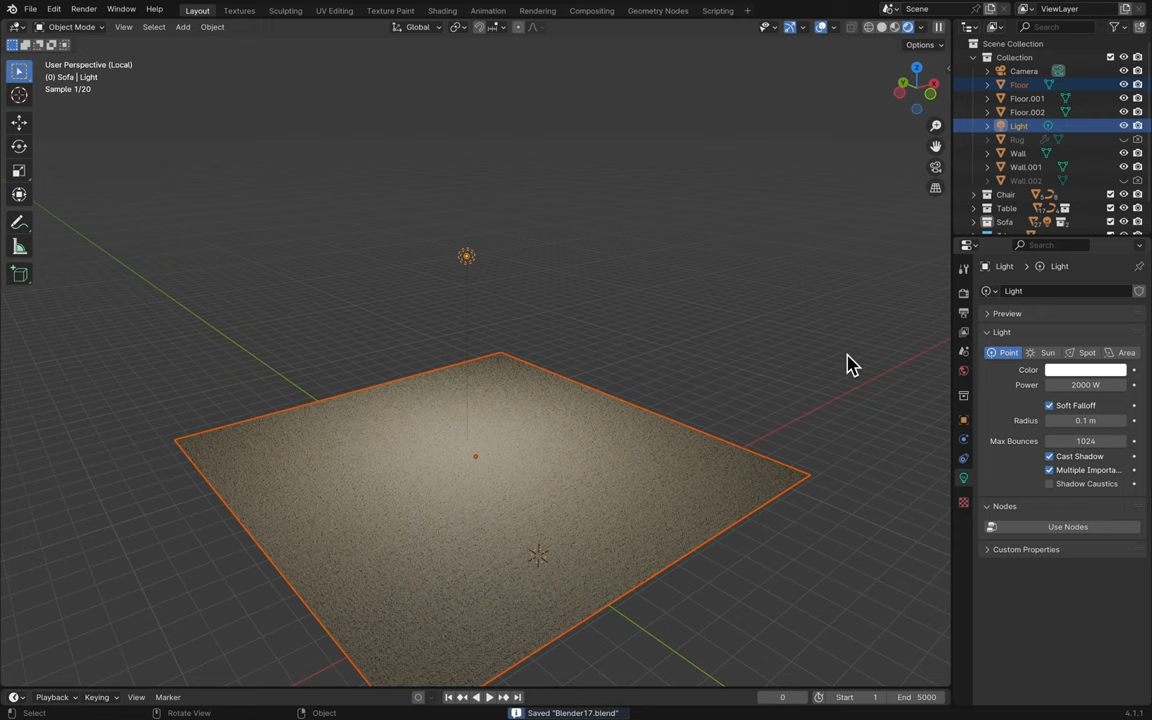 File Edit Render Window Help Layout Textures Sculpting UV Editing Texture Paint Shading Animation Rendering Compositing Geometry Nodes Scripting + Scene ViewLayer
Object Mode View Select Add Object Global Search
Options
User Perspective (Local)
(0) Sofa | Light
Sample 1/20
Z
Y
X
Scene Collection
Collection
Camera
Floor
Floor.001
Floor.002
Light
Rug
Wall
Wall.001
Wall.002
Chair
Table
Sofa
Search
Light > Light
Light
Preview
Light
Point Sun Spot Area
Color
Power 2000 W
Soft Falloff
Radius 0.1 m
Max Bounces 1024
Cast Shadow
Multiple Importa...
Shadow Caustics
Nodes
Use Nodes
Custom Properties
Playback Keying View Marker 0 Start 1 End 5000
Select Rotate View Object Saved "Blender17.blend" 4.1.1